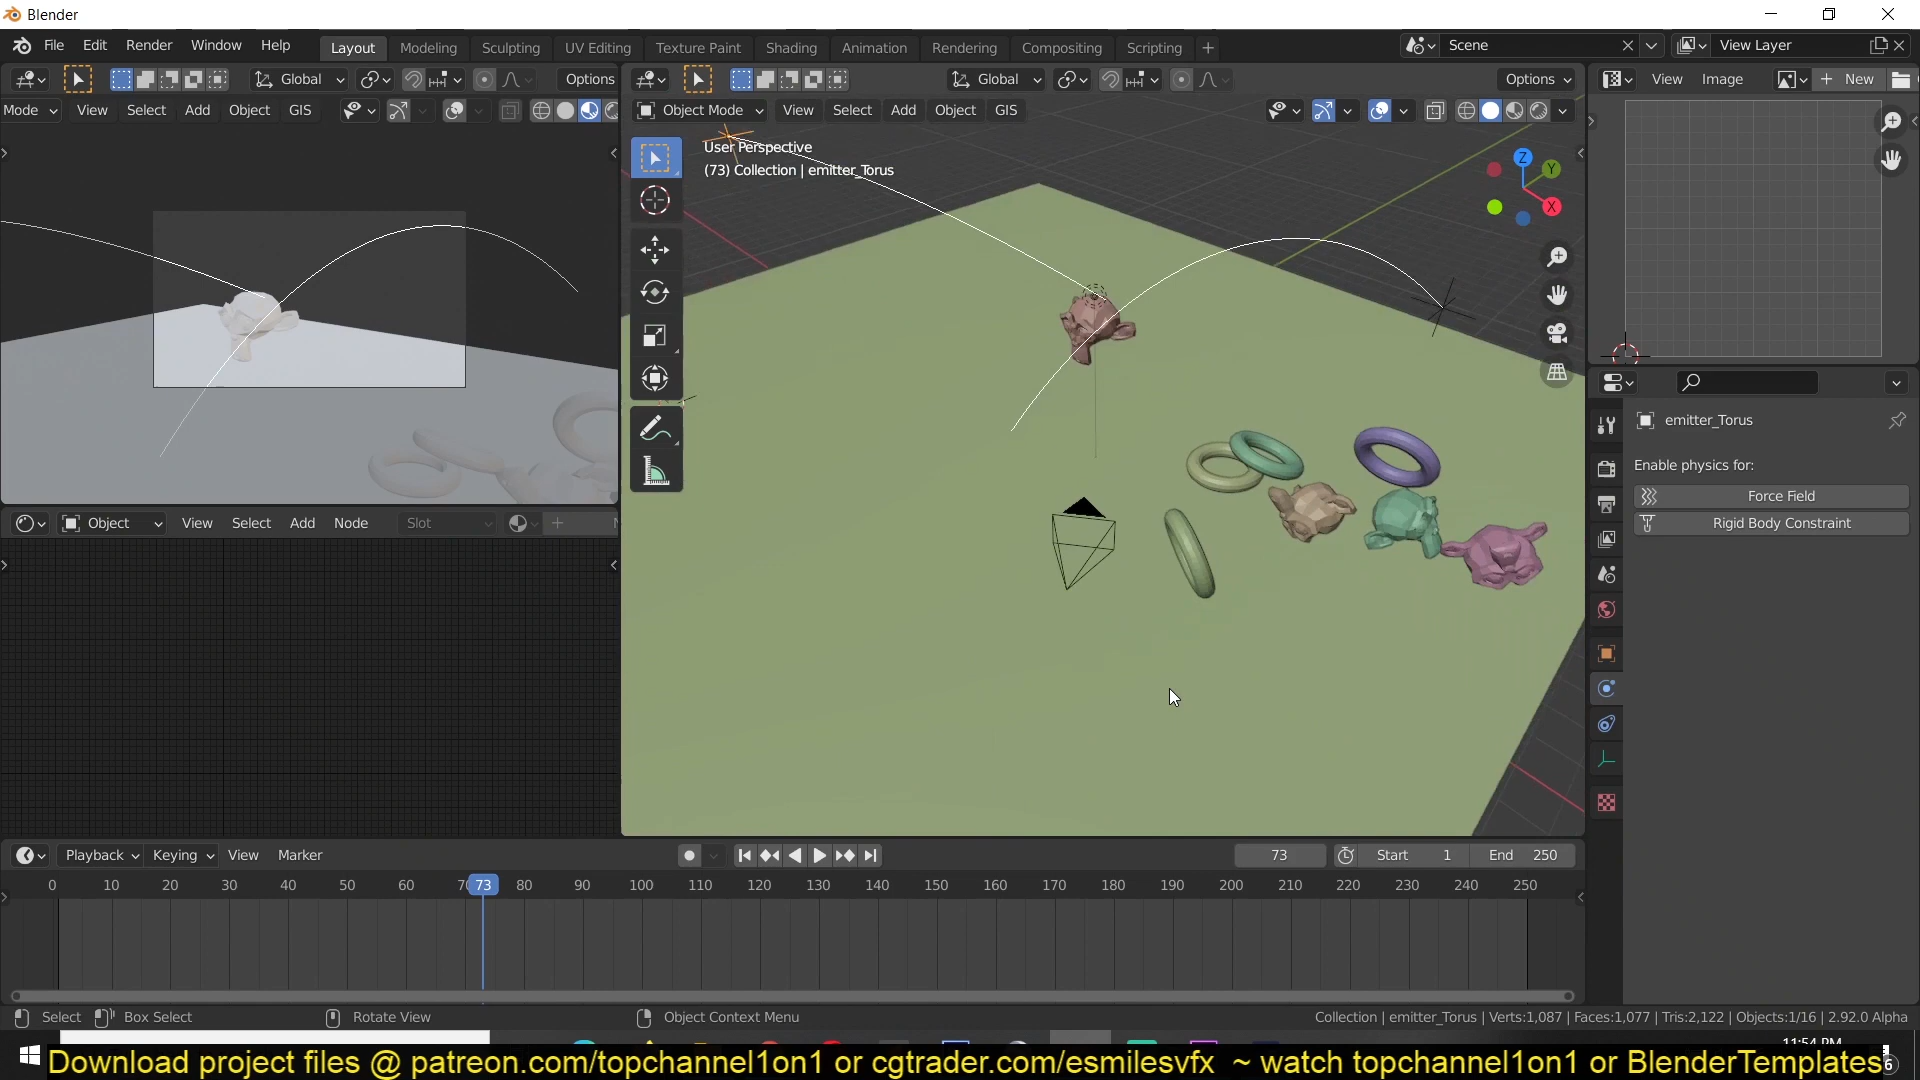 Blender
File Edit Render Window Help Layout Modeling Sculpting UV Editing Texture Paint Shading Animation Rendering Compositing Scripting + Scene View Layer
Global Options Global Options View Image New
Mode View Select Add Object GIS Object Mode View Select Add Object GIS
User Perspective
(73) Collection | emitter_Torus
Z Y X
emitter_Torus
Enable physics for:
Force Field
Rigid Body Constraint
Object View Select Add Node Slot
Playback Keying View Marker 73 Start 1 End 250
0 10 20 30 40 50 60 73 80 90 100 110 120 130 140 150 160 170 180 190 200 210 220 230 240 250
Select Box Select Rotate View Object Context Menu Collection | emitter_Torus | Verts:1,087 | Faces:1,077 | Tris:2,122 | Objects:1/16 | 2.92.0 Alpha
11:54 PM
Download project files @ patreon.com/topchannel1on1 or cgtrader.com/esmilesvfx ~ watch topchannel1on1 or BlenderTemplates